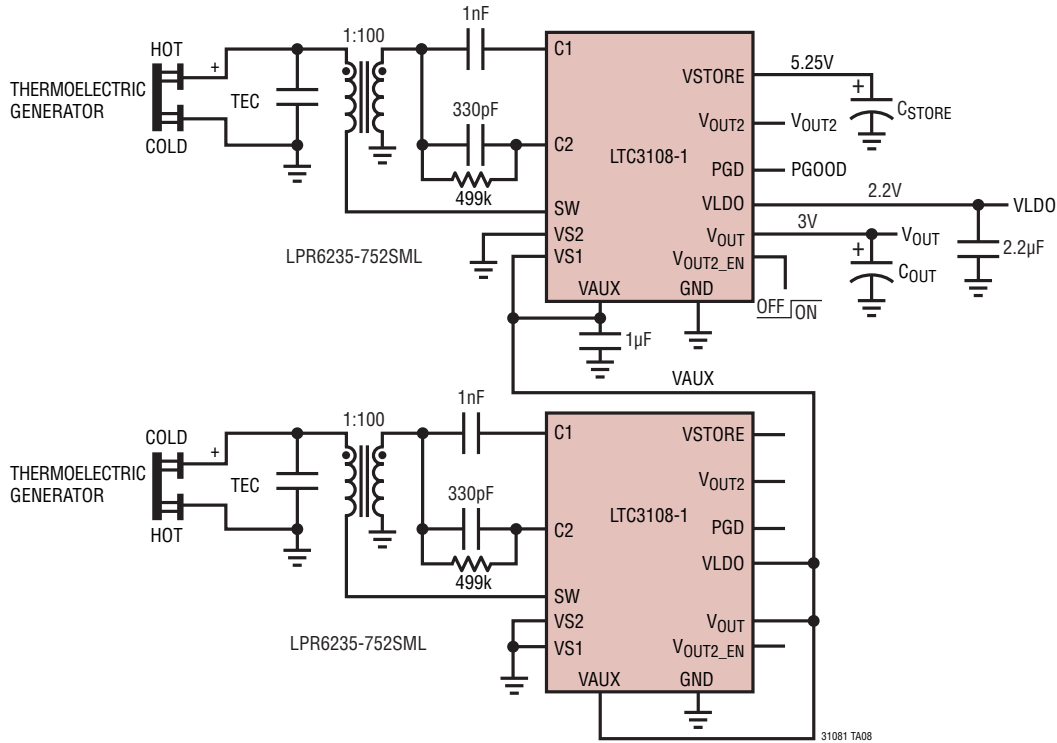 1:100
1nF
HOT
+
THERMOELECTRIC
GENERATOR
COLD
TEC
330pF
499k
LPR6235-752SML
C1
C2
SW
VS2
VS1
VAUX
GND
LTC3108-1
VSTORE
VOUT2
PGD
VLDO
VOUT
VOUT2_EN
5.25V
+
CSTORE
VOUT2
PGOOD
2.2V
VLDO
3V
VOUT
+
COUT
2.2µF
OFF ON
1µF
VAUX
1:100
1nF
COLD
+
THERMOELECTRIC
GENERATOR
HOT
TEC
330pF
499k
LPR6235-752SML
C1
C2
SW
VS2
VS1
VAUX
GND
LTC3108-1
VSTORE
VOUT2
PGD
VLDO
VOUT
VOUT2_EN
31081 TA08